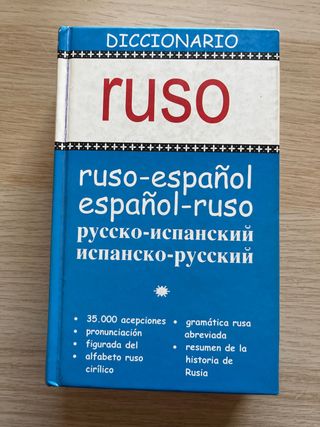 DICCIONARIO
ruso
ruso-español
español-ruso
русско-испанский
испанско-русский
• 35.000 acepciones
• pronunciación
• figurada del
• alfabeto ruso
cirílico
• gramática rusa
abreviada
• resumen de la
historia de
Rusia